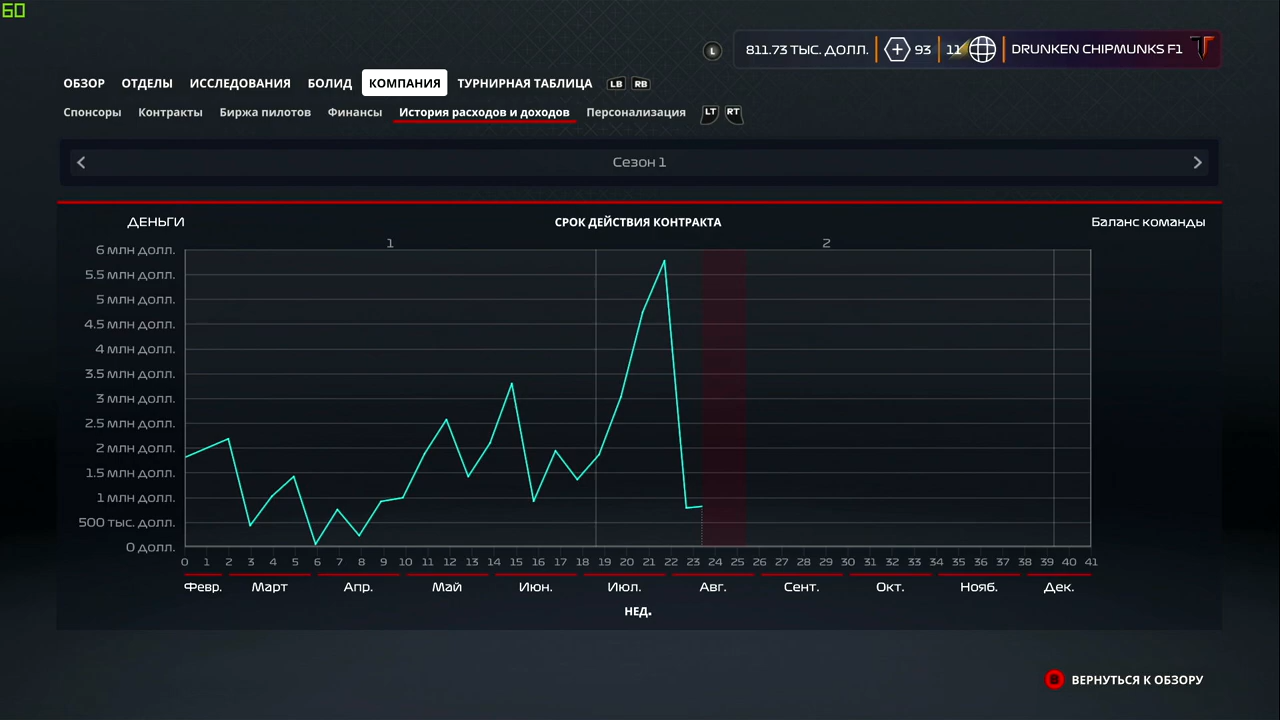 60
L 811.73 ТЫС. ДОЛЛ. 93 11 DRUNKEN CHIPMUNKS F1
ОБЗОР ОТДЕЛЫ ИССЛЕДОВАНИЯ БОЛИД КОМПАНИЯ ТУРНИРНАЯ ТАБЛИЦА LB RB
Спонсоры Контракты Биржа пилотов Финансы История расходов и доходов Персонализация LT RT
Сезон 1
ДЕНЬГИ СРОК ДЕЙСТВИЯ КОНТРАКТА Баланс команды
1 2
6 млн долл.
5.5 млн долл.
5 млн долл.
4.5 млн долл.
4 млн долл.
3.5 млн долл.
3 млн долл.
2.5 млн долл.
2 млн долл.
1.5 млн долл.
1 млн долл.
500 тыс. долл.
0 долл.
0 1 2 3 4 5 6 7 8 9 10 11 12 13 14 15 16 17 18 19 20 21 22 23 24 25 26 27 28 29 30 31 32 33 34 35 36 37 38 39 40 41
Февр. Март Апр. Май Июн. Июл. Авг. Сент. Окт. Нояб. Дек.
НЕД.
B ВЕРНУТЬСЯ К ОБЗОРУ